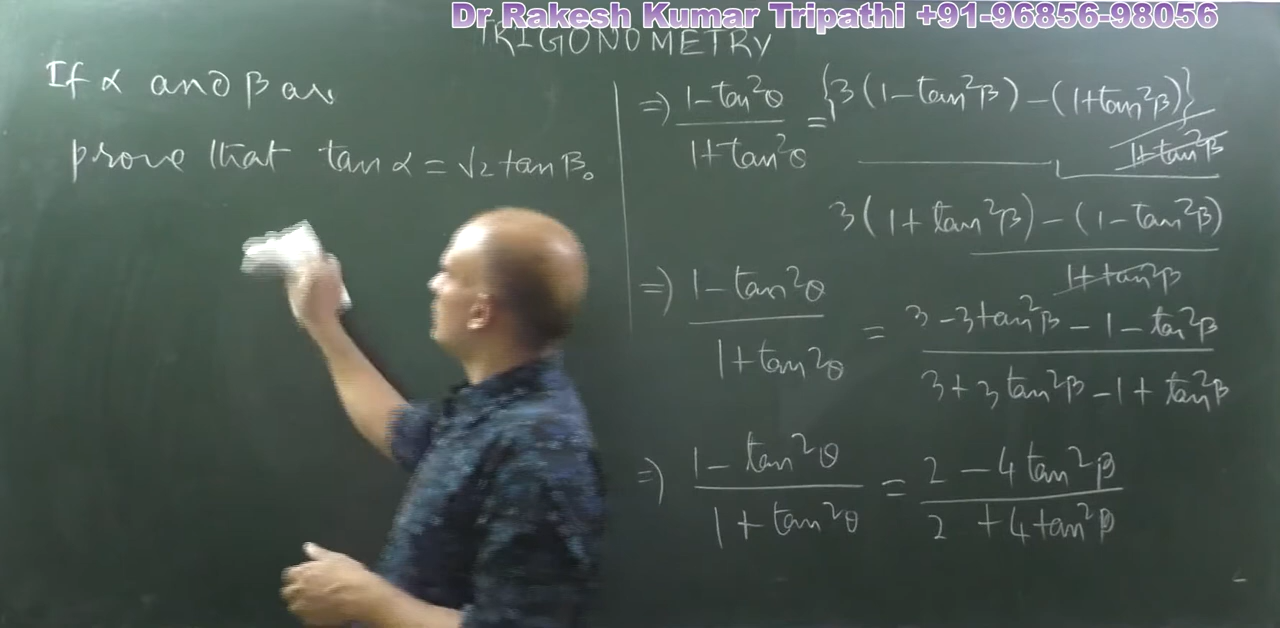 Dr Rakesh Kumar Tripathi +91-96856-98056
TRIGONOMETRY
If α and β are
prove that tan α = √2 tan β.
⇒ (1-tan²θ)/(1+tan²θ) = {3(1-tan²β) - (1+tan²β)}/(1+tan²β)
3(1+tan²β) - (1-tan²β)/(1+tan²β)
⇒ (1-tan²θ)/(1+tan²θ) = (3-3tan²β-1-tan²β)/(3+3tan²β-1+tan²β)
⇒ (1-tan²θ)/(1+tan²θ) = (2-4tan²β)/(2+4tan²β)